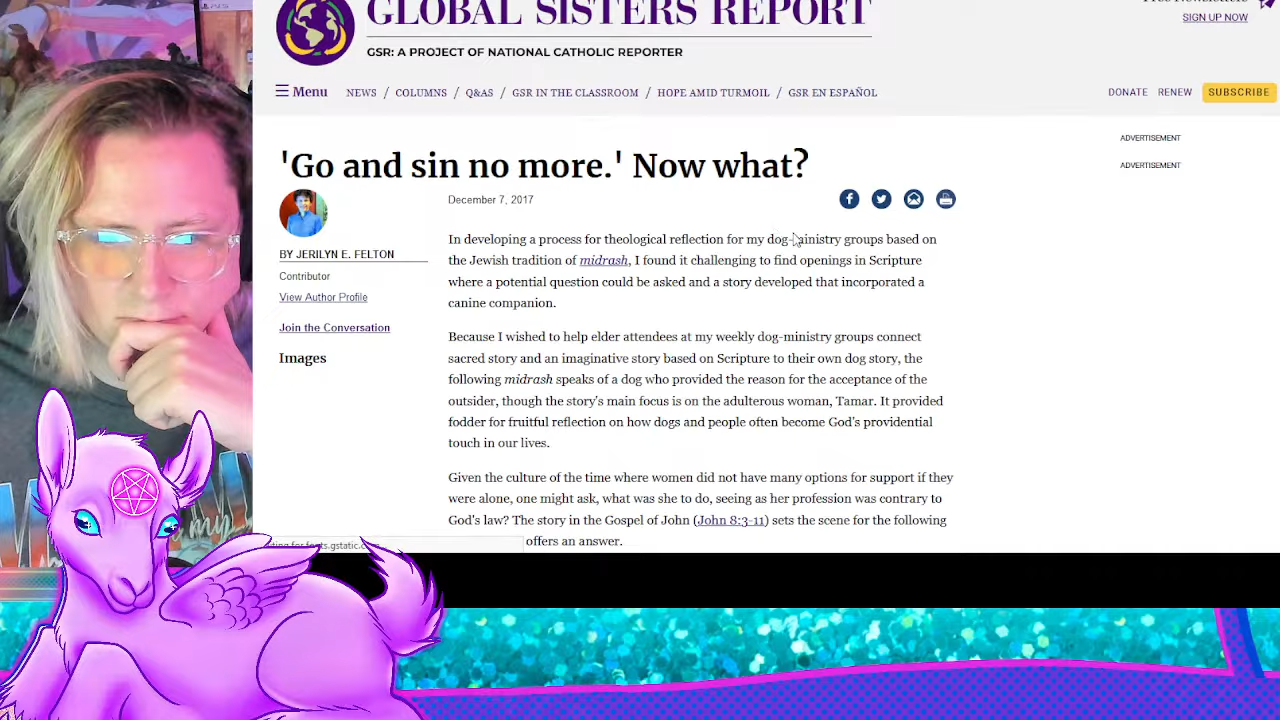 GLOBAL SISTERS REPORT
SIGN UP NOW
GSR: A PROJECT OF NATIONAL CATHOLIC REPORTER
☰ Menu NEWS / COLUMNS / Q&AS / GSR IN THE CLASSROOM / HOPE AMID TURMOIL / GSR EN ESPAÑOL DONATE RENEW SUBSCRIBE
ADVERTISEMENT
ADVERTISEMENT
'Go and sin no more.' Now what?
December 7, 2017
BY JERILYN E. FELTON
Contributor
View Author Profile
Join the Conversation
Images
In developing a process for theological reflection for my dog-ministry groups based on
the Jewish tradition of midrash, I found it challenging to find openings in Scripture
where a potential question could be asked and a story developed that incorporated a
canine companion.
Because I wished to help elder attendees at my weekly dog-ministry groups connect
sacred story and an imaginative story based on Scripture to their own dog story, the
following midrash speaks of a dog who provided the reason for the acceptance of the
outsider, though the story's main focus is on the adulterous woman, Tamar. It provided
fodder for fruitful reflection on how dogs and people often become God's providential
touch in our lives.
Given the culture of the time where women did not have many options for support if they
were alone, one might ask, what was she to do, seeing as her profession was contrary to
God's law? The story in the Gospel of John (John 8:3-11) sets the scene for the following
offers an answer.